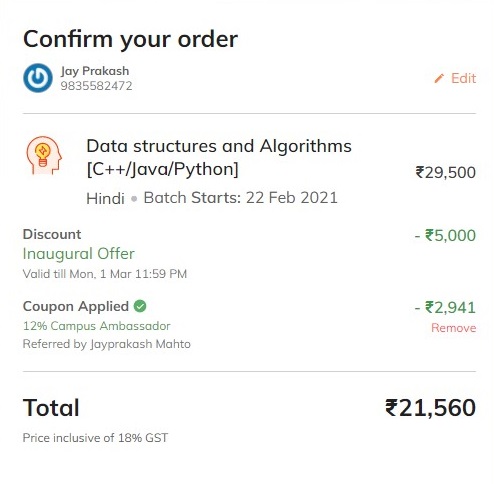 Confirm your order
Jay Prakash
9835582472
Edit
Data structures and Algorithms
[C++/Java/Python]
₹29,500
Hindi • Batch Starts: 22 Feb 2021
Discount
- ₹5,000
Inaugural Offer
Valid till Mon, 1 Mar 11:59 PM
Coupon Applied
- ₹2,941
12% Campus Ambassador
Remove
Referred by Jayprakash Mahto
Total
₹21,560
Price inclusive of 18% GST